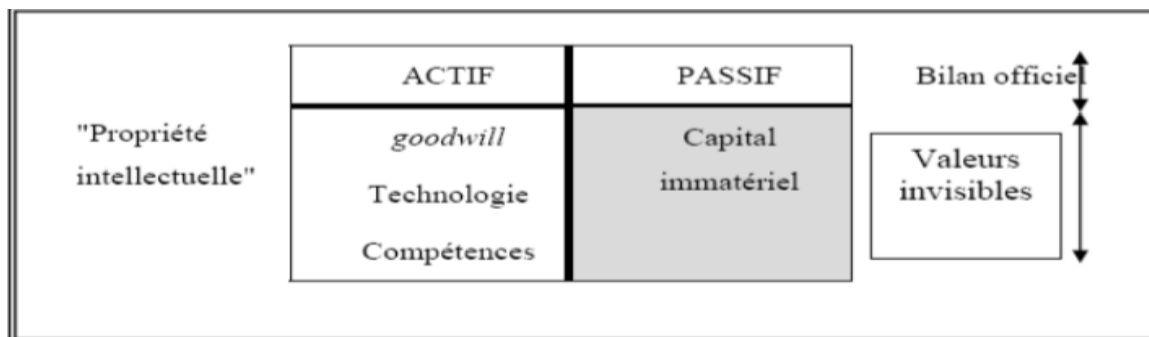 ACTIF
PASSIF
Bilan officiel
"Propriété
intellectuelle"
goodwill
Technologie
Compétences
Capital
immatériel
Valeurs
invisibles